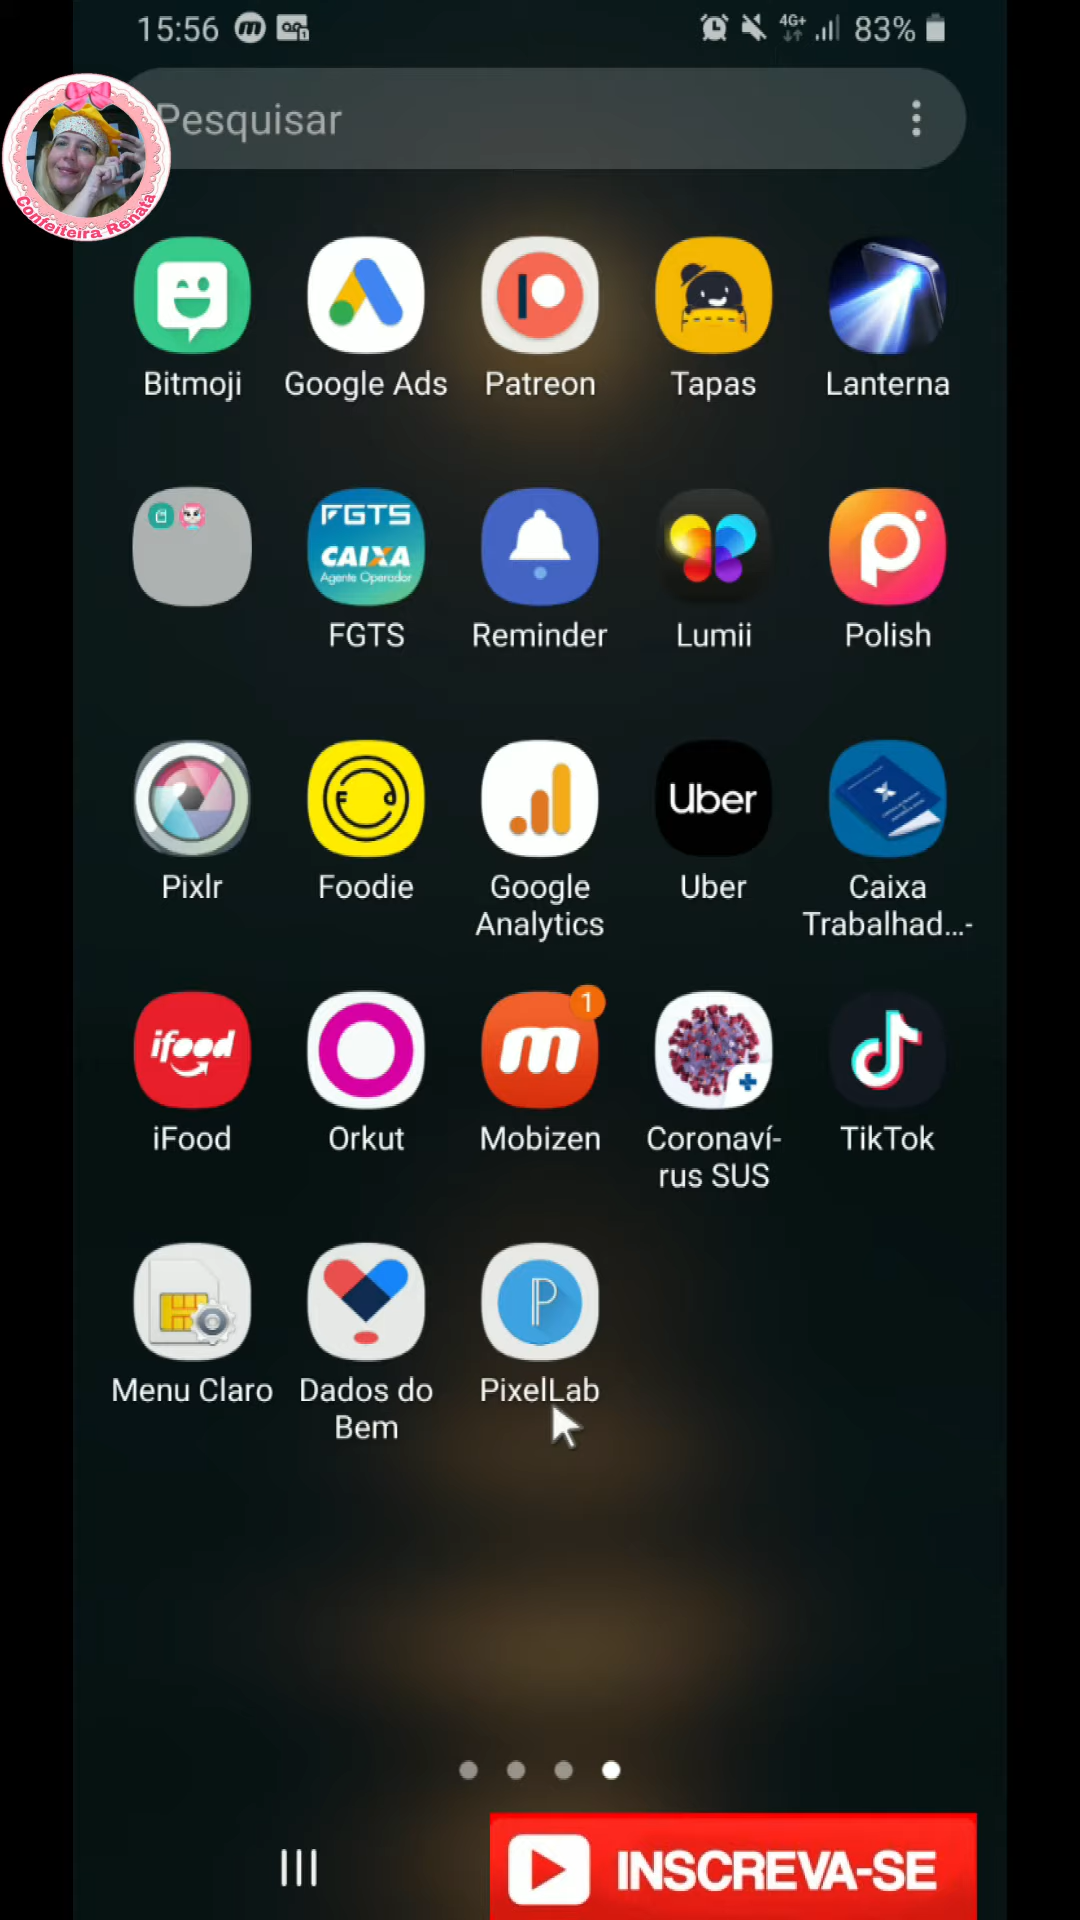 15:56
4G+
83%
Pesquisar
Confeiteira Renata
Bitmoji
Google Ads
Patreon
Tapas
Lanterna
FGTS
CAIXA
Agente Operador
FGTS
Reminder
Lumii
Polish
Pixlr
Foodie
Google
Analytics
Uber
Uber
Caixa
Trabalhad...-
ifood
iFood
Orkut
m
1
Mobizen
Coronaví-
rus SUS
TikTok
Menu Claro
Dados do
Bem
P
PixelLab
INSCREVA-SE